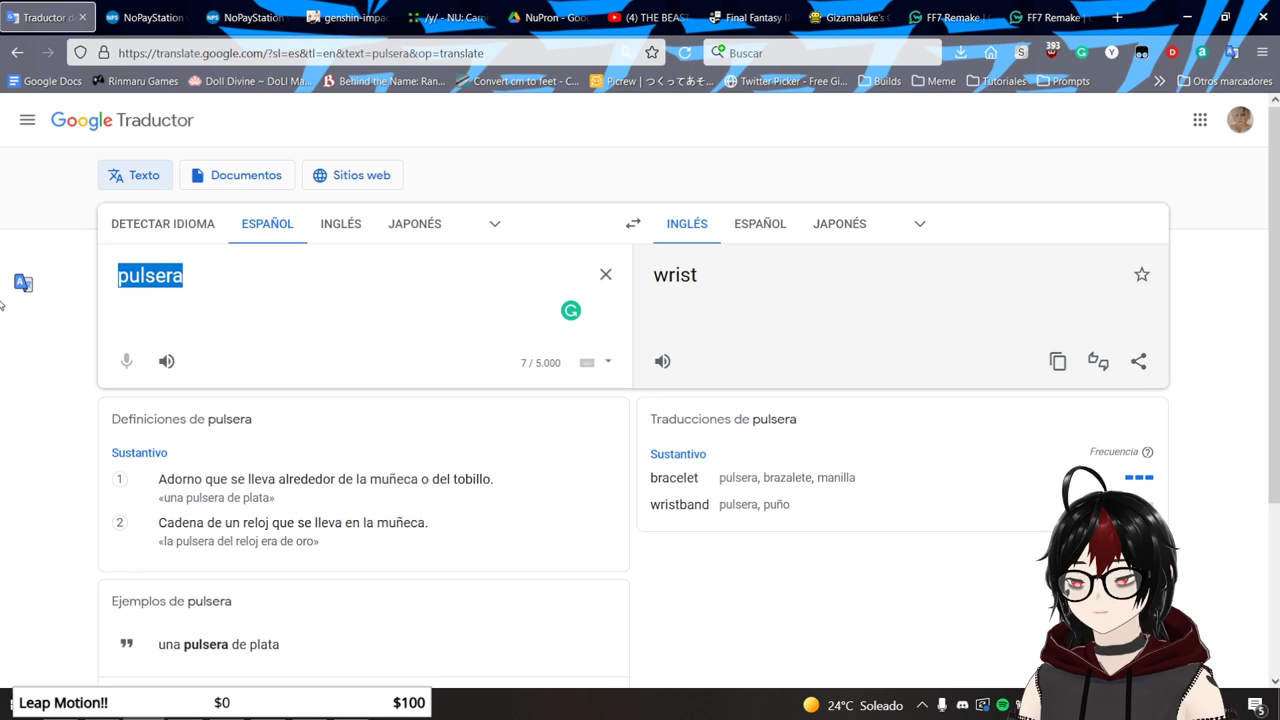 Traductor d
NoPayStation
NoPayStation
genshin-impac
/y/ - NU: Carni
NuPron - Goog
(4) THE BEAST
Final Fantasy I
Gizamaluke's G
FF7 Remake | 
FF7 Remake | 
https://translate.google.com/?sl=es&tl=en&text=pulsera&op=translate
Buscar
393
Google Docs
Rinmaru Games
Doll Divine ~ DolI Ma...
Behind the Name: Ran...
Convert cm to feet - C...
Picrew | つくってあそ...
Twitter Picker - Free Gi...
Builds
Meme
Tutoriales
Prompts
Otros marcadores
Google Traductor
Texto
Documentos
Sitios web
DETECTAR IDIOMA
ESPAÑOL
INGLÉS
JAPONÉS
INGLÉS
ESPAÑOL
JAPONÉS
pulsera
wrist
7 / 5.000
Definiciones de pulsera
Sustantivo
1 Adorno que se lleva alrededor de la muñeca o del tobillo.
«una pulsera de plata»
2 Cadena de un reloj que se lleva en la muñeca.
«la pulsera del reloj era de oro»
Traducciones de pulsera
Sustantivo
Frecuencia
bracelet pulsera, brazalete, manilla
wristband pulsera, puño
Ejemplos de pulsera
una pulsera de plata
Leap Motion!! $0 $100
24°C Soleado
5